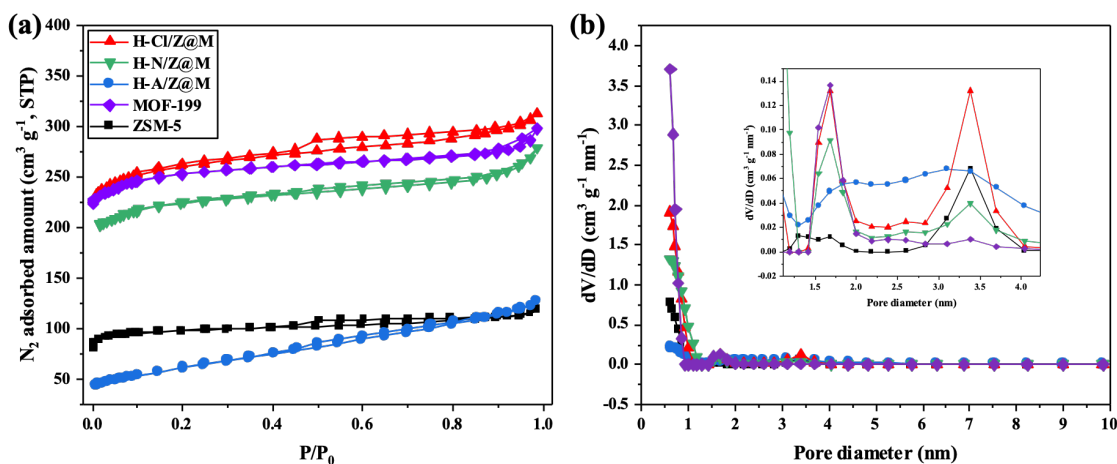 (a)
N₂ adsorbed amount (cm³ g⁻¹, STP)
400
350
300
250
200
150
100
50
H-Cl/Z@M
H-N/Z@M
H-A/Z@M
MOF-199
ZSM-5
0.0 0.2 0.4 0.6 0.8 1.0
P/P₀
(b)
dV/dD (cm³ g⁻¹ nm⁻¹)
4.0
3.5
3.0
2.5
2.0
1.5
1.0
0.5
0.0
-0.5
0 1 2 3 4 5 6 7 8 9 10
Pore diameter (nm)
dV/dD (cm³ g⁻¹ nm⁻¹)
0.14
0.12
0.10
0.08
0.06
0.04
0.02
0.00
-0.02
1.5 2.0 2.5 3.0 3.5 4.0
Pore diameter (nm)